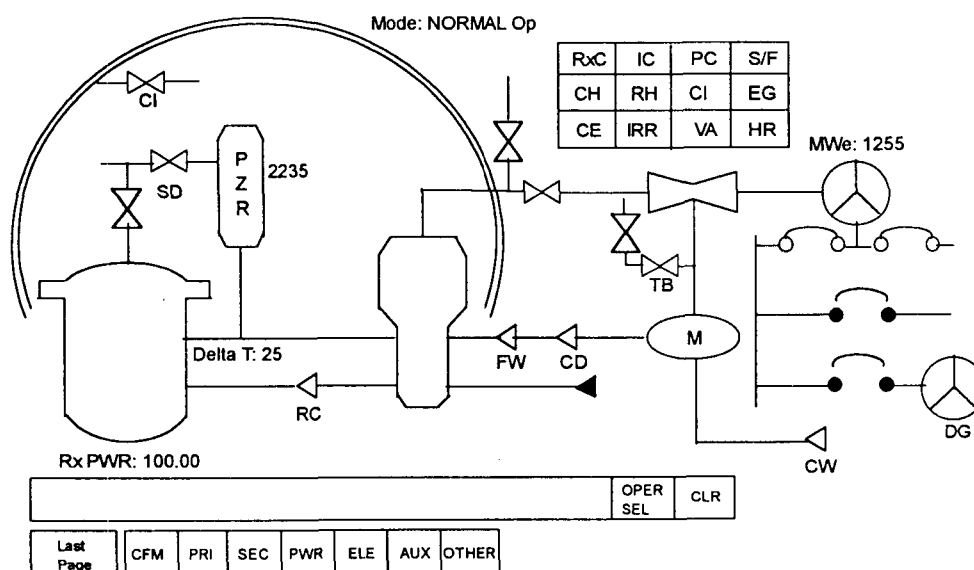 Mode: NORMAL Op
RxC IC PC S/F
CH RH CI EG
CE IRR VA HR
MWe: 1255
CI
SD
P
Z
R
2235
TB
M
Delta T: 25
FW
CD
RC
DG
CW
Rx PWR: 100.00
OPER
SEL
CLR
Last
Page
CFM PRI SEC PWR ELE AUX OTHER